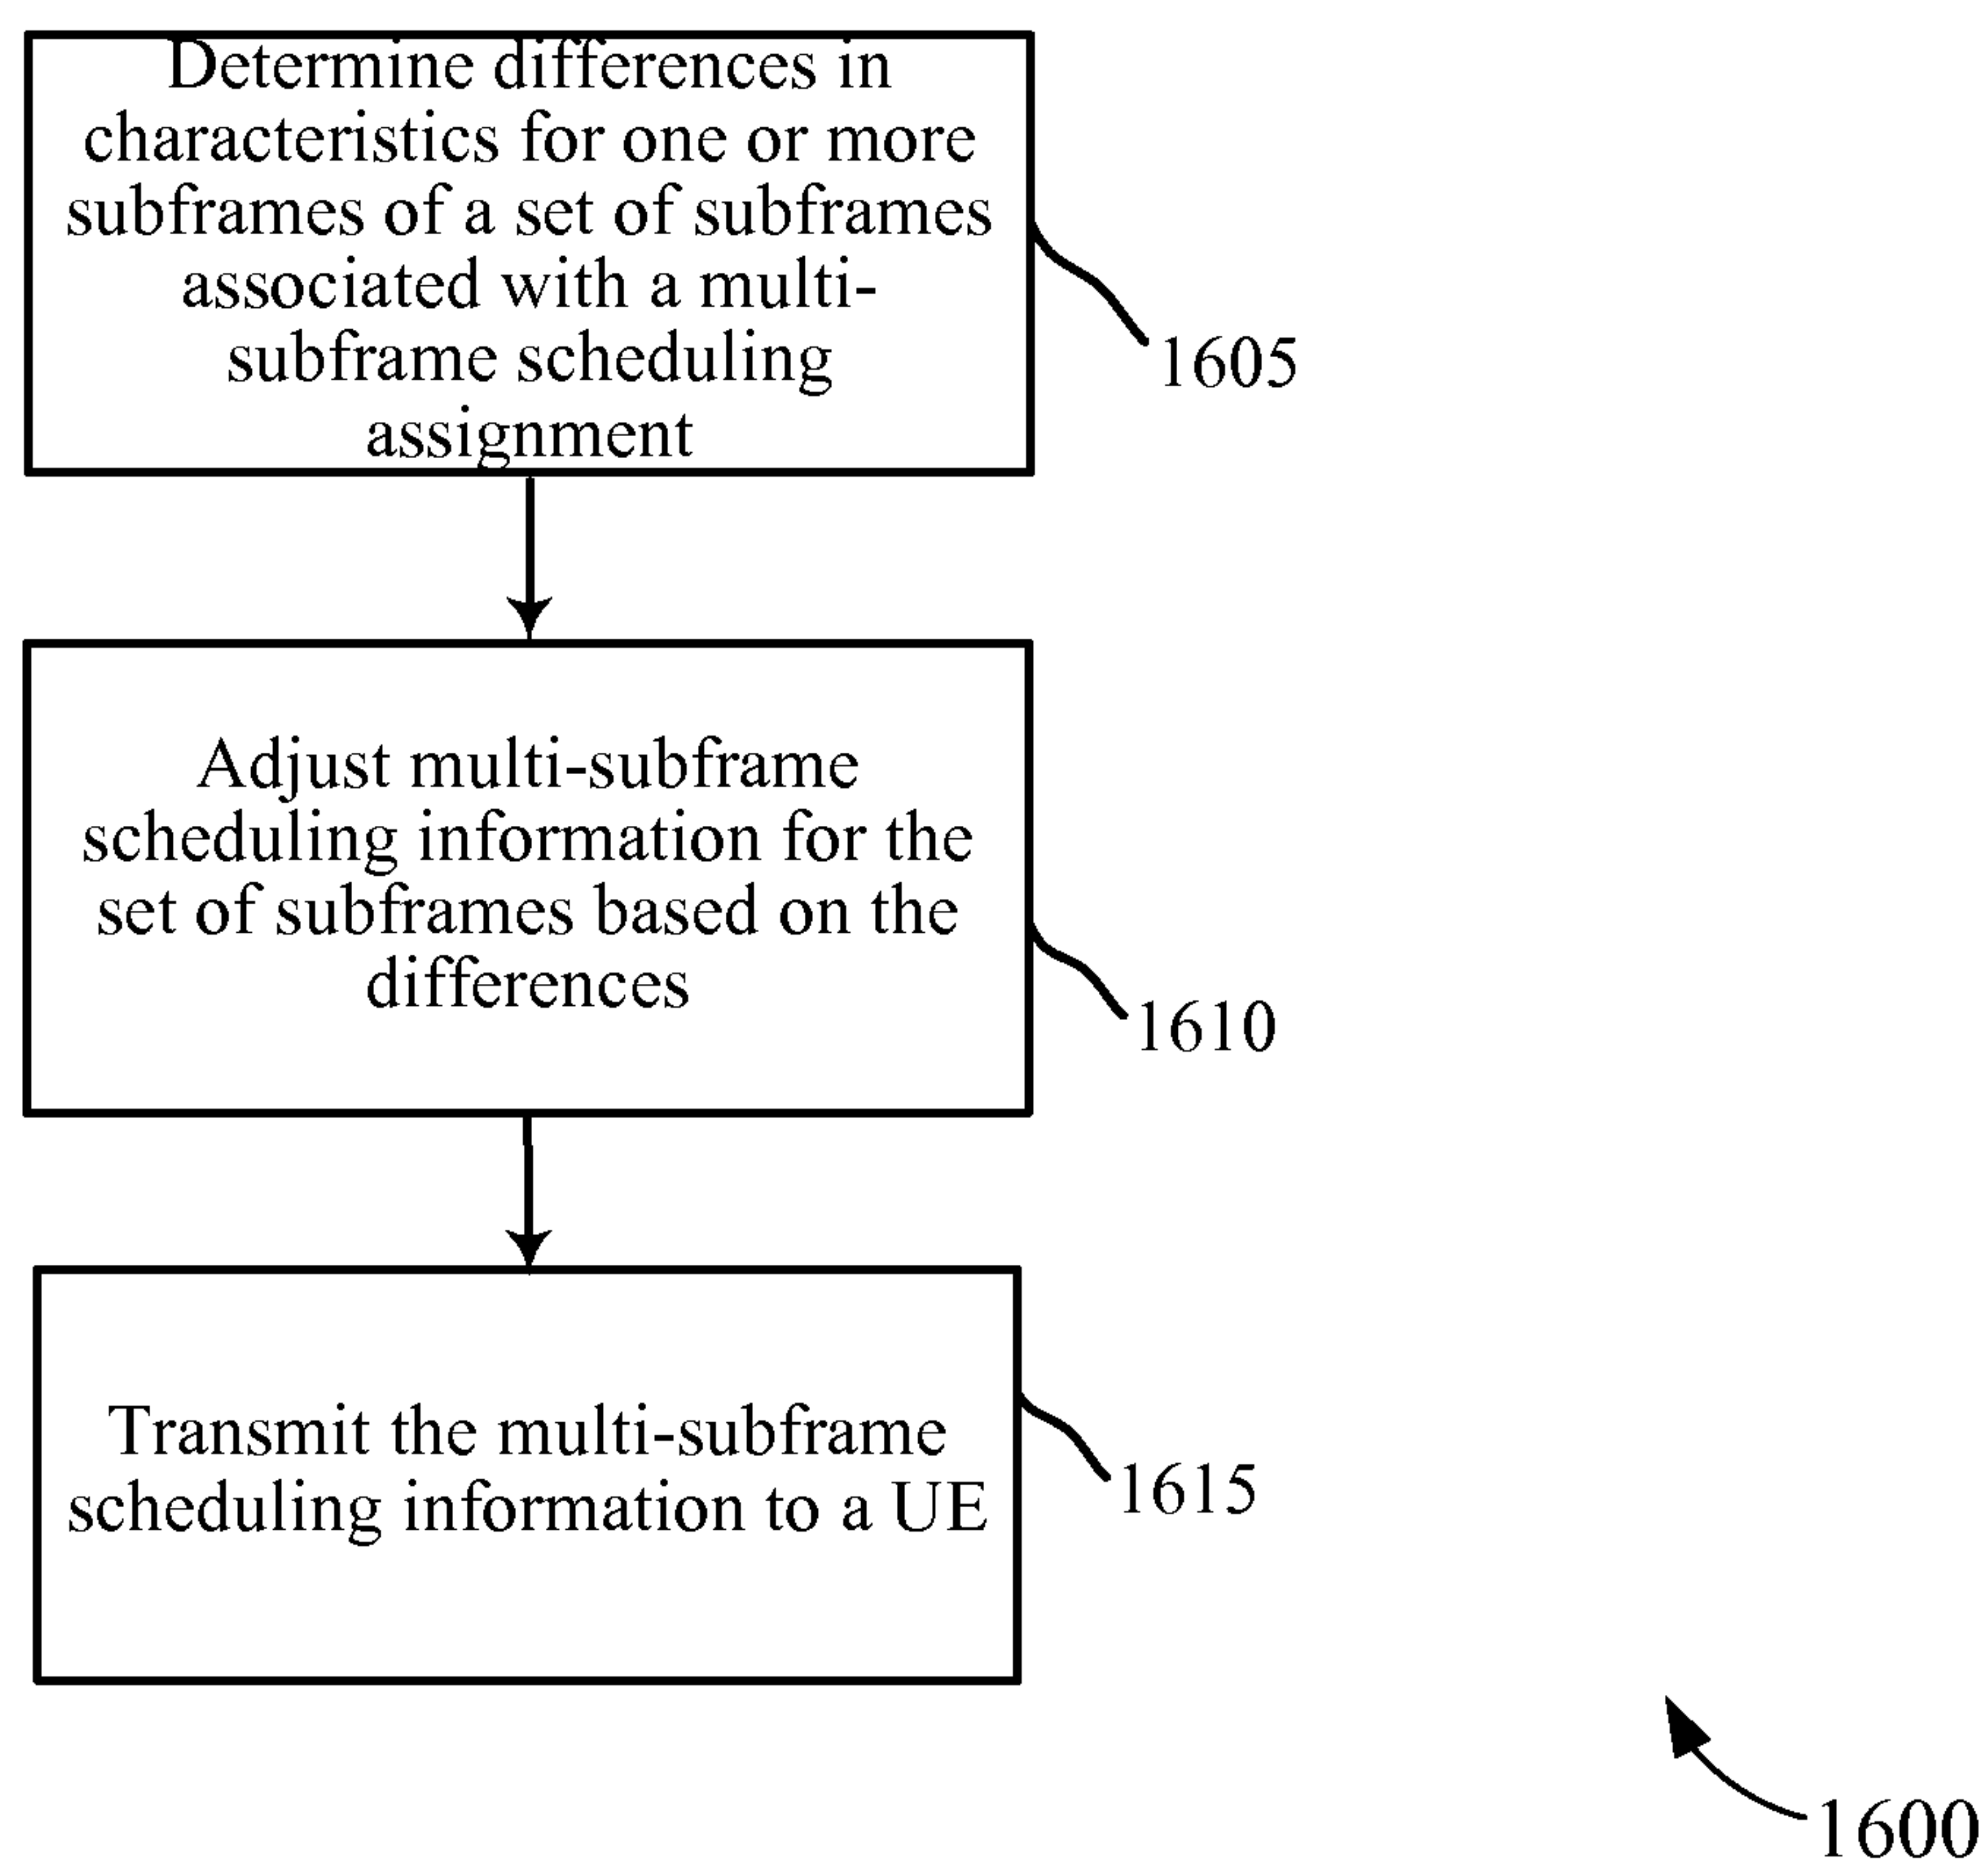 Determine differences in
characteristics for one or more
subframes of a set of subframes
associated with a multi-
subframe scheduling
assignment
1605
Adjust multi-subframe
scheduling information for the
set of subframes based on the
differences
1610
Transmit the multi-subframe
scheduling information to a UE
1615
1600